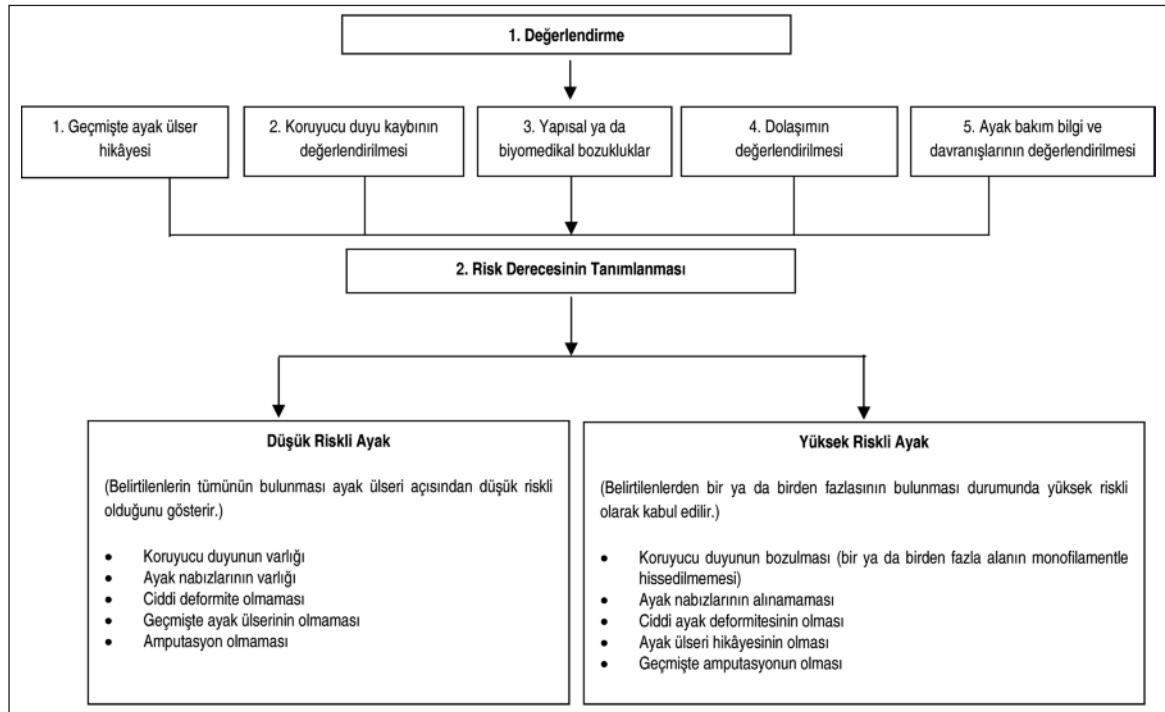 1. Değerlendirme
1. Geçmişte ayak ülser
hikâyesi
2. Koruyucu duyu kaybının
değerlendirilmesi
3. Yapısal ya da
biyomedikal bozukluklar
4. Dolaşımın
değerlendirilmesi
5. Ayak bakım bilgi ve
davranışlarının değerlendirilmesi
2. Risk Derecesinin Tanımlanması
Düşük Riskli Ayak
(Belirtilenlerin tümünün bulunması ayak ülseri açısından düşük riskli
olduğunu gösterir.)
• Koruyucu duyunun varlığı
• Ayak nabızlarının varlığı
• Ciddi deformite olmaması
• Geçmişte ayak ülserinin olmaması
• Amputasyon olmaması
Yüksek Riskli Ayak
(Belirtilenlerden bir ya da birden fazlasının bulunması durumunda yüksek riskli
olarak kabul edilir.)
• Koruyucu duyunun bozulması (bir ya da birden fazla alanın monofilamentle
hissedilmemesi)
• Ayak nabızlarının alınamaması
• Ciddi ayak deformitesinin olması
• Ayak ülseri hikâyesinin olması
• Geçmişte amputasyonun olması